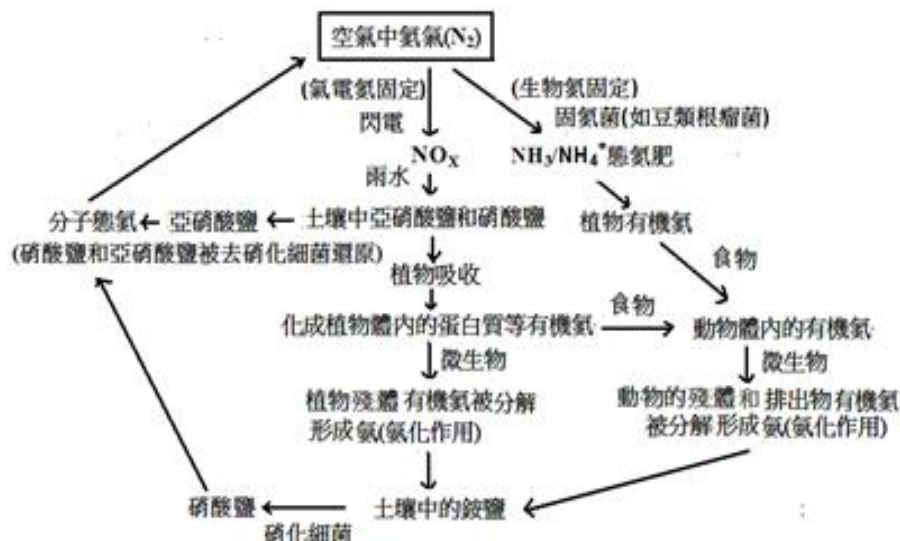 空氣中氮氣(N₂)
(氣電氮固定)
閃電
(生物氮固定)
固氮菌(如豆類根瘤菌)
NOX
NH₃/NH₄⁺態氮肥
雨水
分子態氮
亞硝酸鹽
土壤中亞硝酸鹽和硝酸鹽
植物有機氮
(硝酸鹽和亞硝酸鹽被去硝化細菌還原)
植物吸收
食物
化成植物體內的蛋白質等有機氮
食物
動物體內的有機氮
微生物
微生物
植物殘體有機氮被分解
形成氨(氨化作用)
動物的殘體和排出物有機氮
被分解形成氨(氨化作用)
硝酸鹽
硝化細菌
土壤中的銨鹽